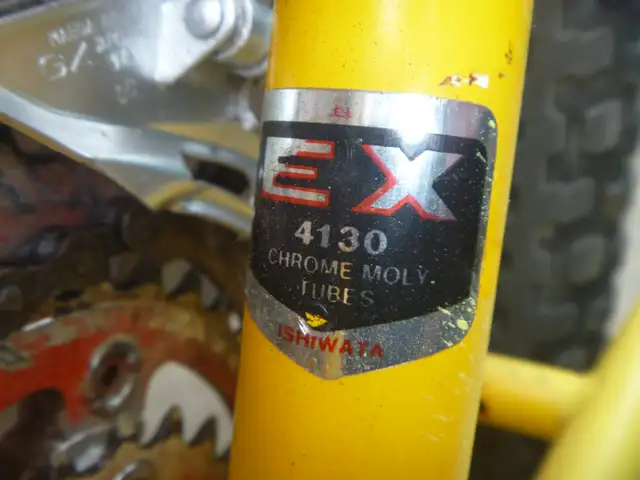 EX
4130
CHROME MOLY.
TUBES
ISHIWATA